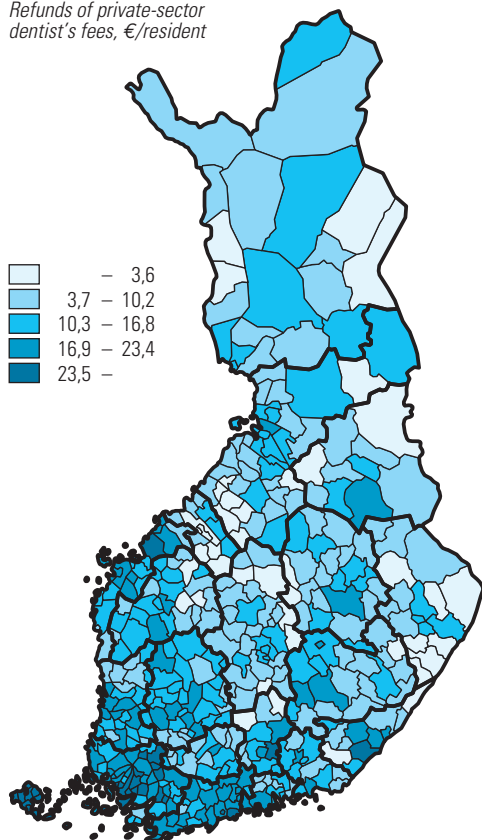 Refunds of private-sector
dentist's fees, €/resident
– 3,6
3,7 – 10,2
10,3 – 16,8
16,9 – 23,4
23,5 –